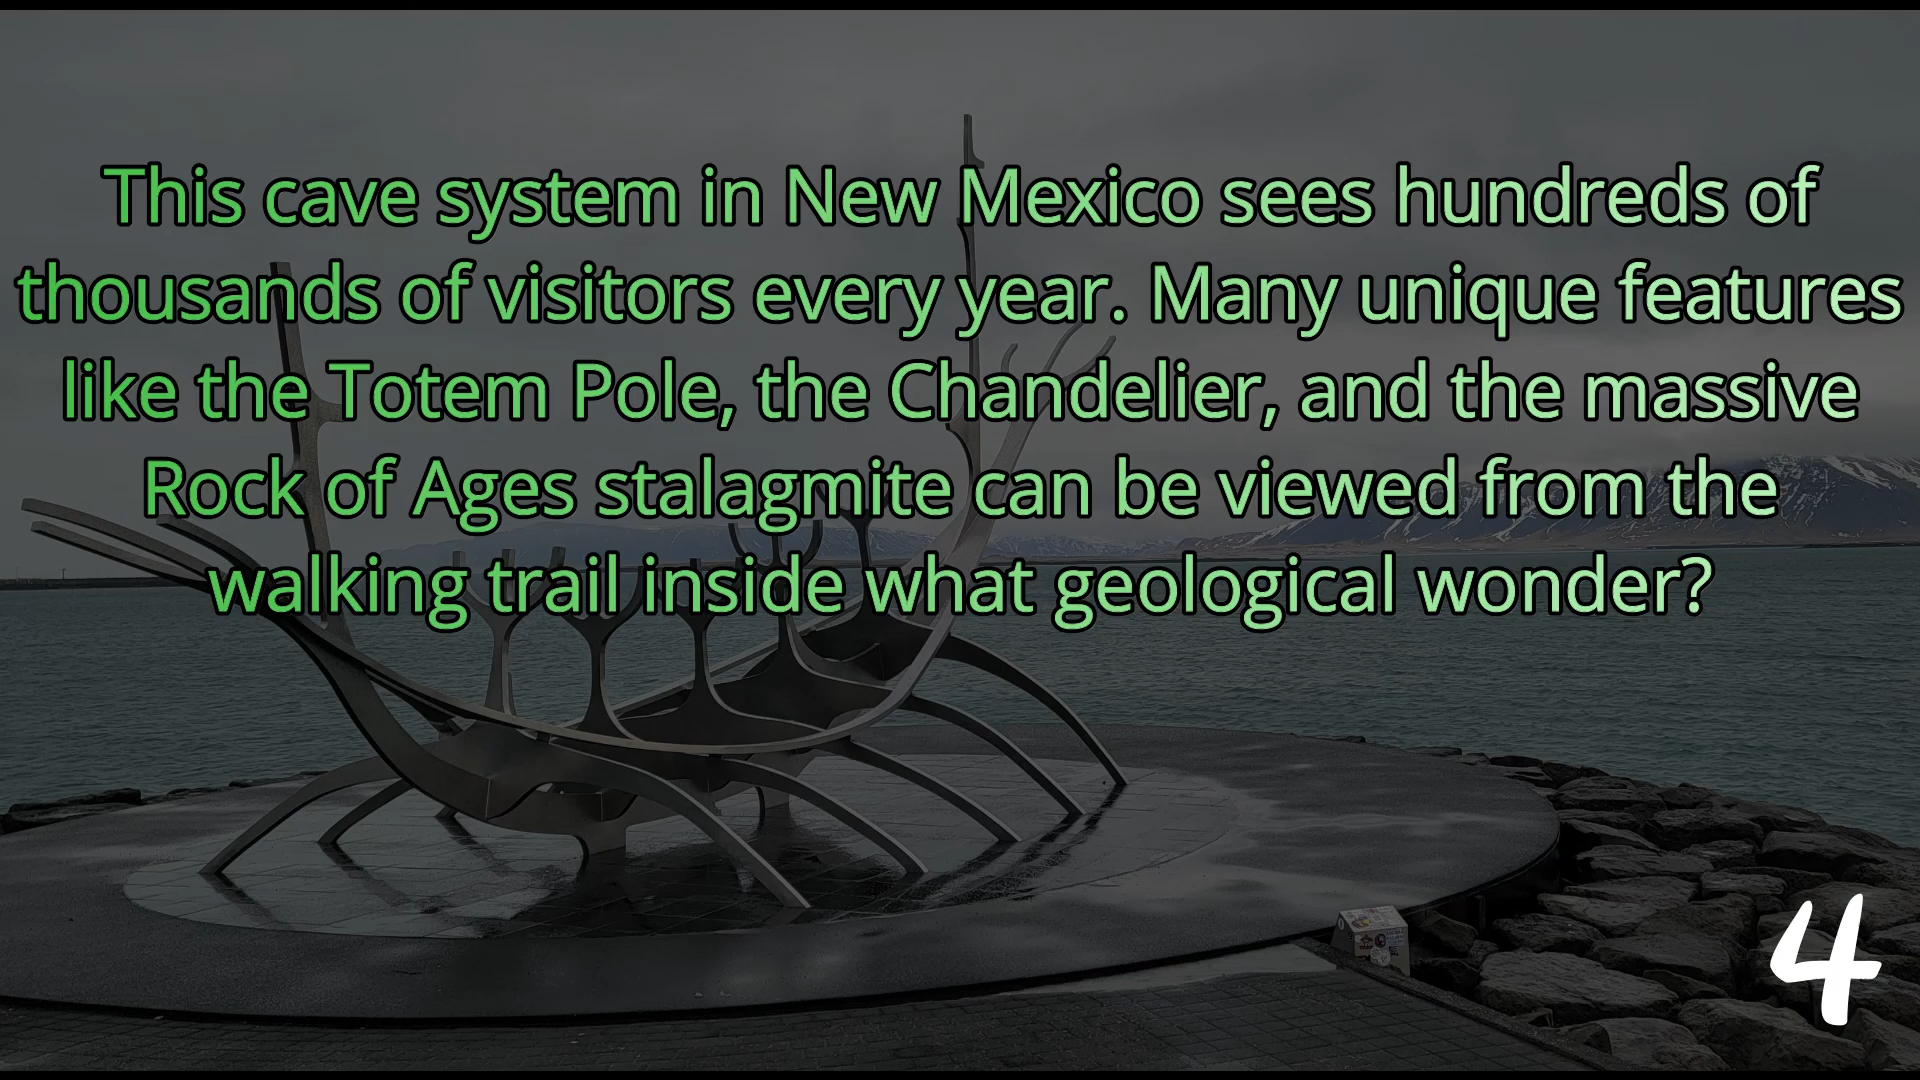 This cave system in New Mexico sees hundreds of
thousands of visitors every year. Many unique features
like the Totem Pole, the Chandelier, and the massive
Rock of Ages stalagmite can be viewed from the
walking trail inside what geological wonder?
4